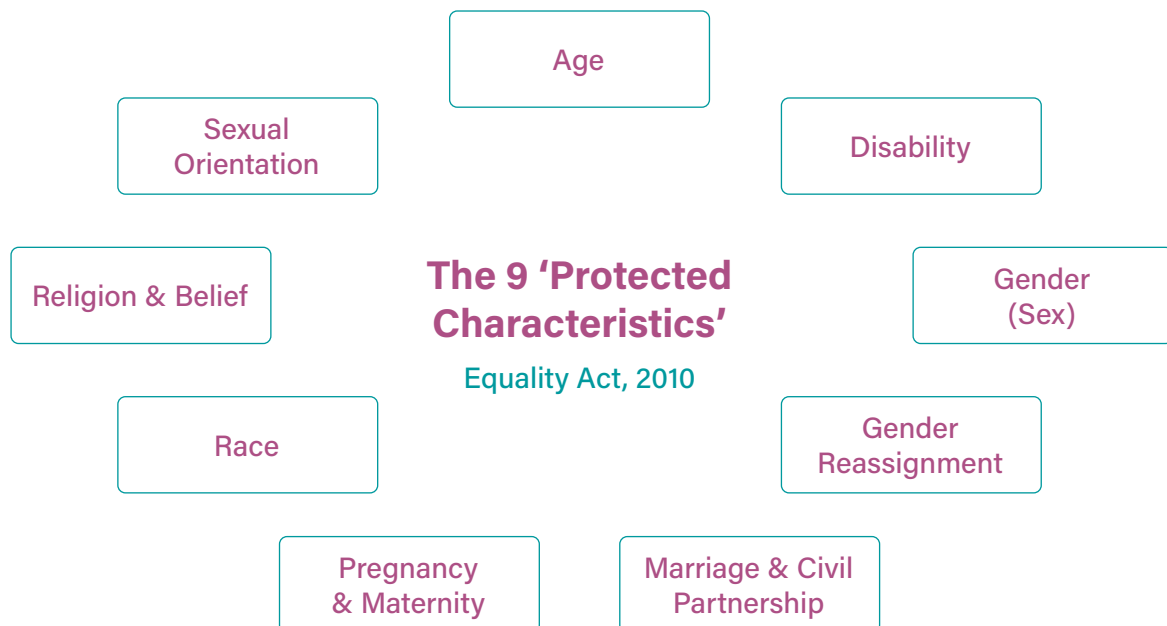 Age
Sexual
Orientation
Disability
Religion & Belief
The 9 ‘Protected
Characteristics’
Equality Act, 2010
Gender
(Sex)
Race
Gender
Reassignment
Pregnancy
& Maternity
Marriage & Civil
Partnership